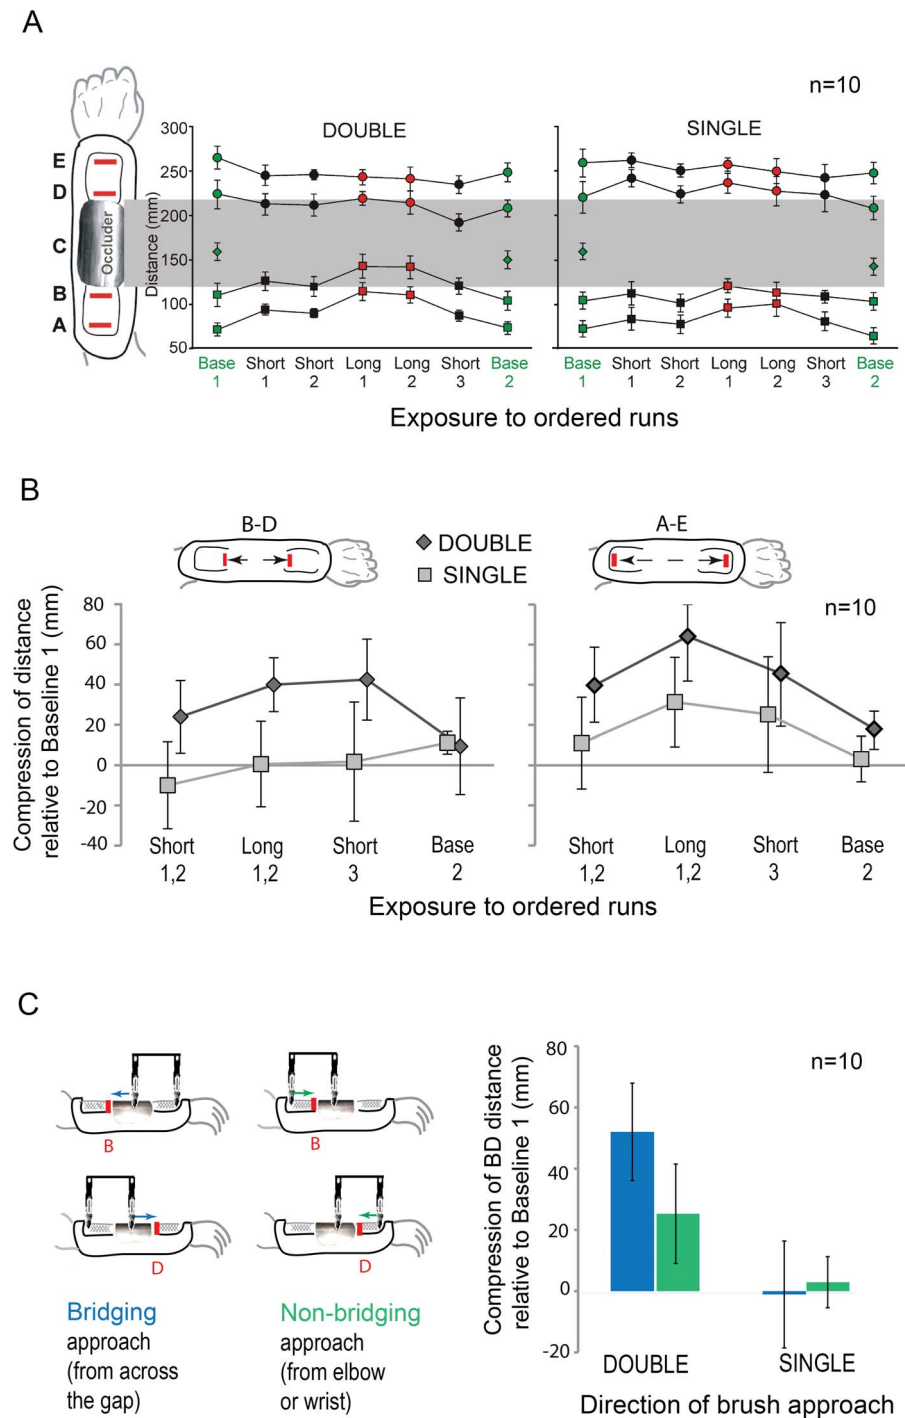 A
n=10
DOUBLE
SINGLE
E
D
C
B
A
Occluder
Distance (mm)
300
250
200
150
100
50
Base 1
Short 1
Short 2
Long 1
Long 2
Short 3
Base 2
Base 1
Short 1
Short 2
Long 1
Long 2
Short 3
Base 2
Exposure to ordered runs
B
B-D
A-E
DOUBLE
SINGLE
n=10
Compression of distance
relative to Baseline 1 (mm)
80
60
40
20
0
-20
-40
Short 1,2
Long 1,2
Short 3
Base 2
Short 1,2
Long 1,2
Short 3
Base 2
Exposure to ordered runs
C
B
B
D
D
Bridging
approach
(from across
the gap)
Non-bridging
approach
(from elbow
or wrist)
Compression of BD distance
relative to Baseline 1 (mm)
n=10
80
60
40
20
0
-20
DOUBLE
SINGLE
Direction of brush approach